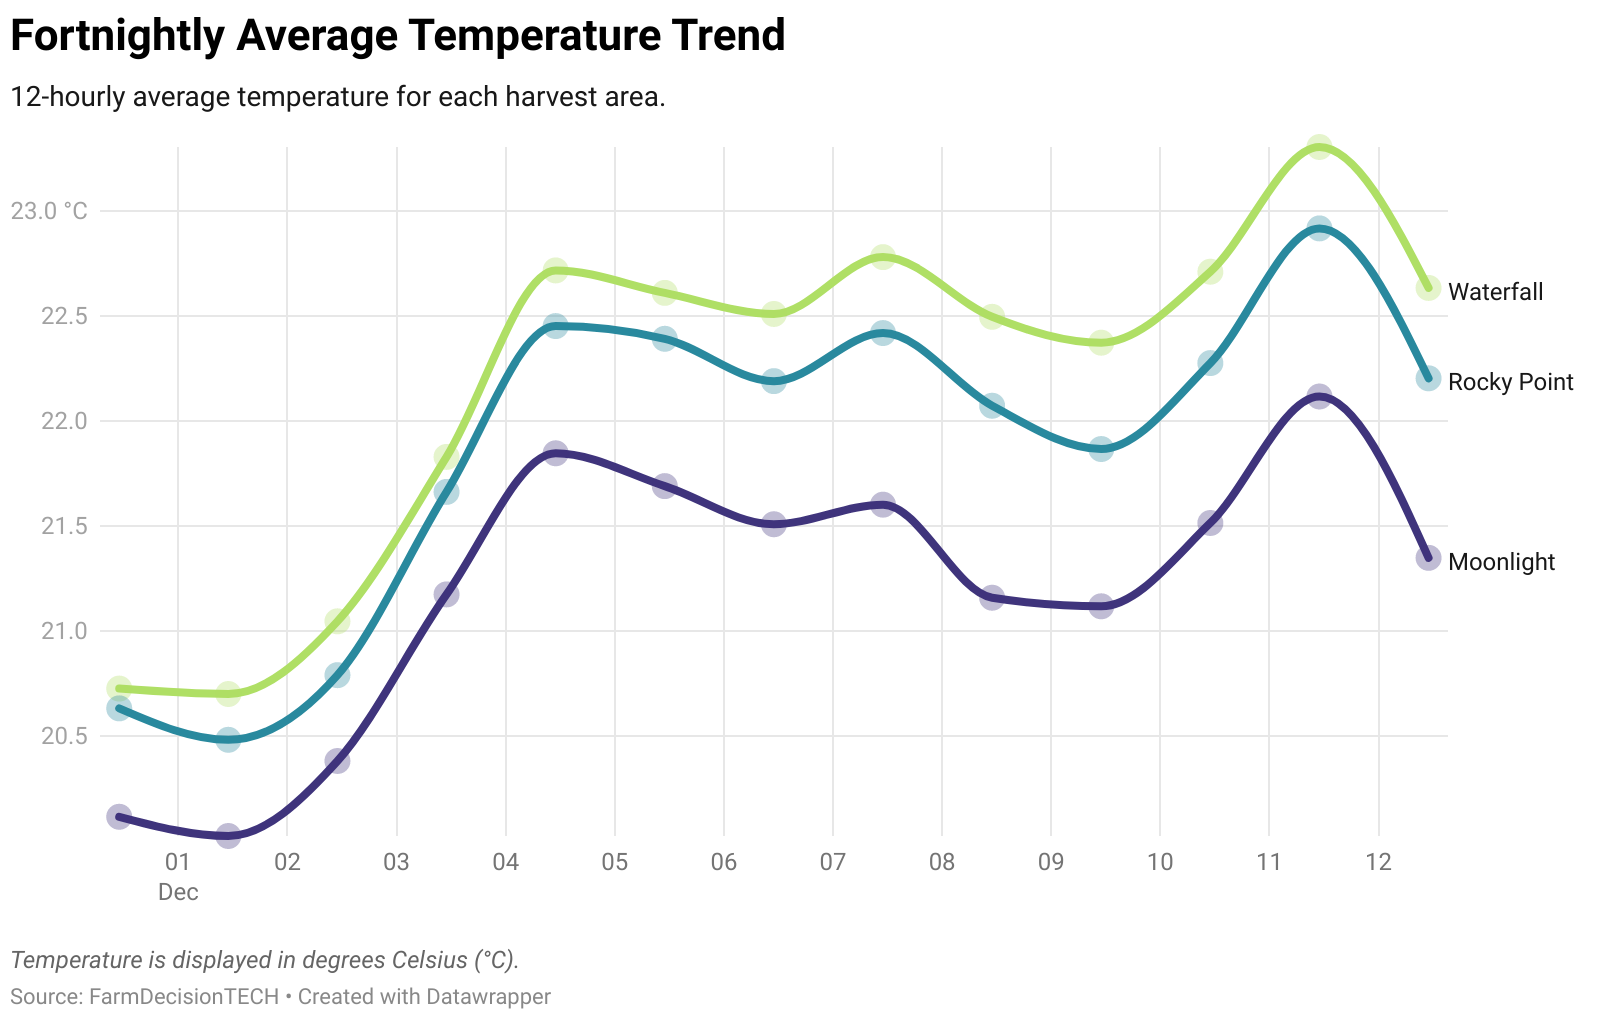 Fortnightly Average Temperature Trend
12-hourly average temperature for each harvest area.
23.0 °C
22.5
22.0
21.5
21.0
20.5
Waterfall
Rocky Point
Moonlight
01 02 03 04 05 06 07 08 09 10 11 12
Dec
Temperature is displayed in degrees Celsius (°C).
Source: FarmDecisionTECH • Created with Datawrapper